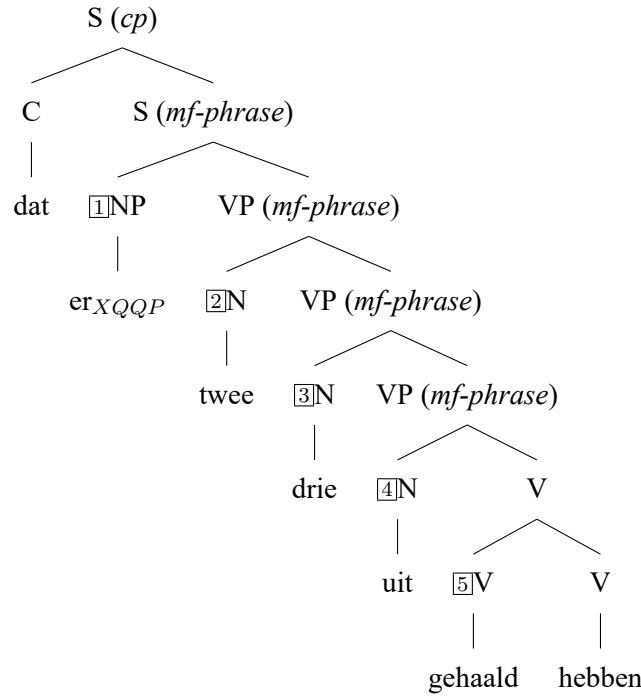 S (cp)
C S (mf-phrase)
dat 1NP VP (mf-phrase)
er_XQQP 2N VP (mf-phrase)
twee 3N VP (mf-phrase)
drie 4N V
uit 5V V
gehaald hebben